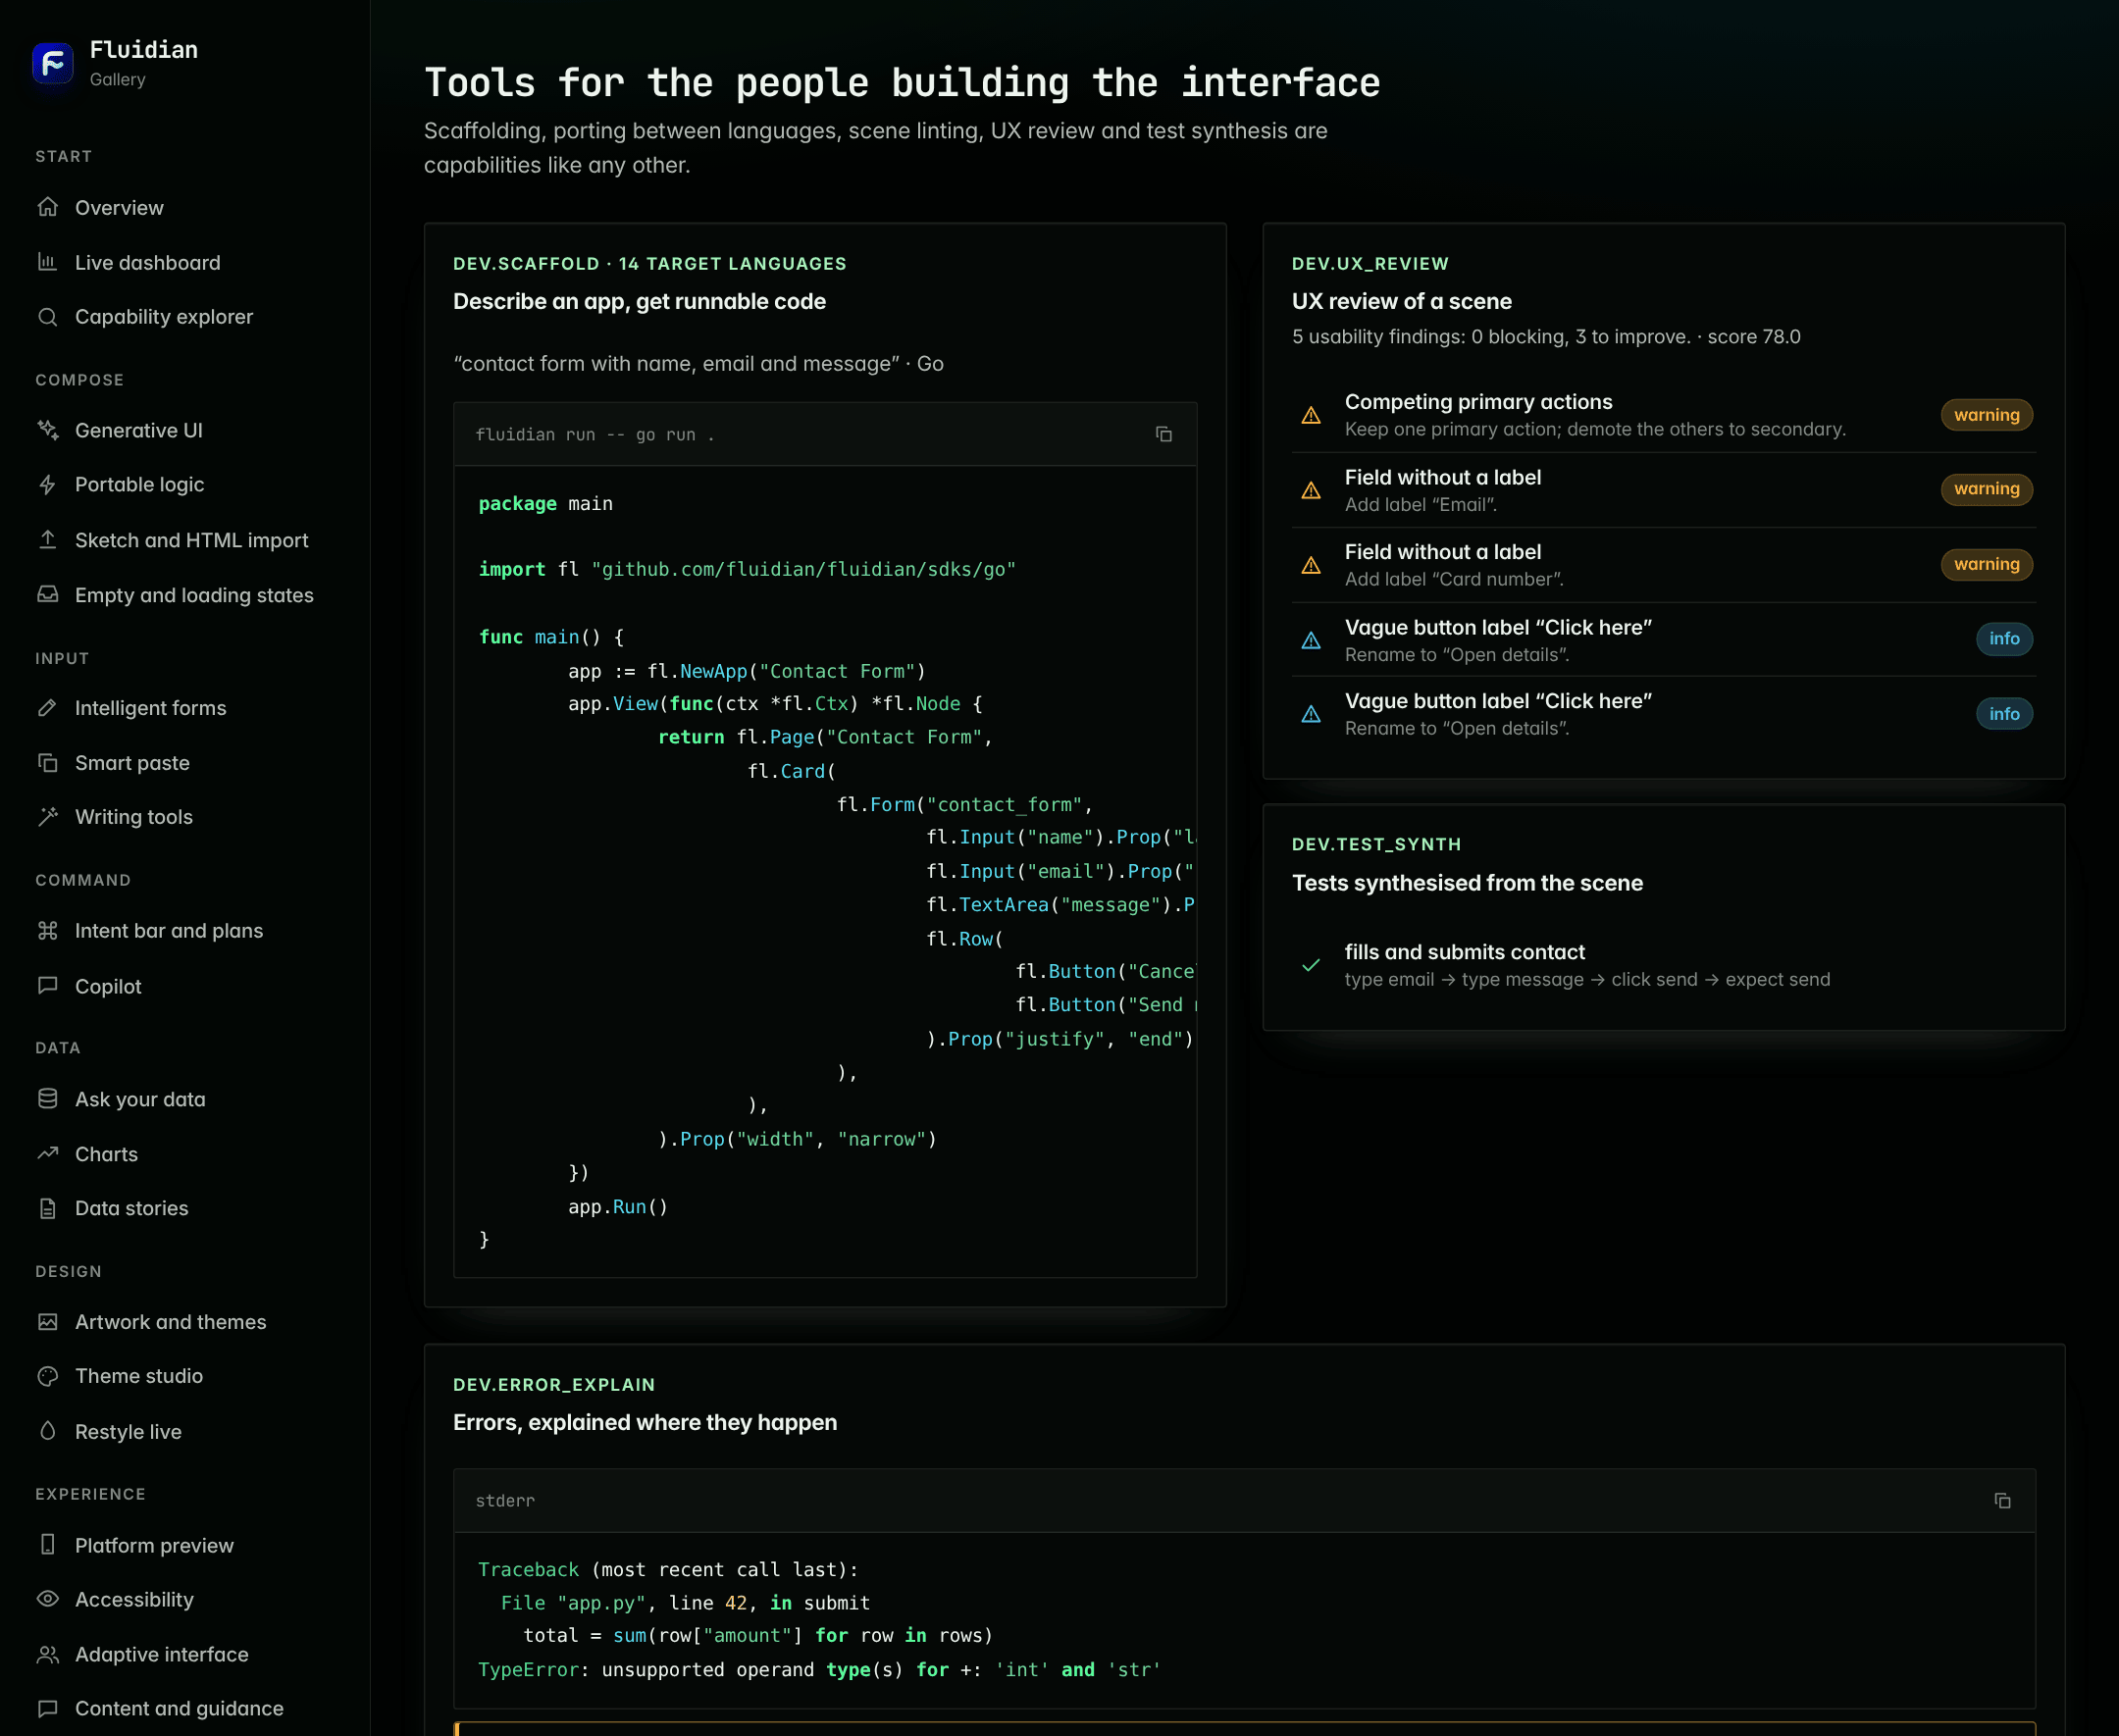 Fluidian
Gallery
START
Overview
Live dashboard
Capability explorer
COMPOSE
Generative UI
Portable logic
Sketch and HTML import
Empty and loading states
INPUT
Intelligent forms
Smart paste
Writing tools
COMMAND
Intent bar and plans
Copilot
DATA
Ask your data
Charts
Data stories
DESIGN
Artwork and themes
Theme studio
Restyle live
EXPERIENCE
Platform preview
Accessibility
Adaptive interface
Content and guidance
Tools for the people building the interface
Scaffolding, porting between languages, scene linting, UX review and test synthesis are
capabilities like any other.
DEV.SCAFFOLD · 14 TARGET LANGUAGES
Describe an app, get runnable code
“contact form with name, email and message” · Go
fluidian run -- go run .
package main
import fl "github.com/fluidian/fluidian/sdks/go"
func main() {
app := fl.NewApp("Contact Form")
app.View(func(ctx *fl.Ctx) *fl.Node {
return fl.Page("Contact Form",
fl.Card(
fl.Form("contact_form",
fl.Input("name").Prop("la
fl.Input("email").Prop("
fl.TextArea("message").P
fl.Row(
fl.Button("Cance
fl.Button("Send
).Prop("justify", "end")
),
),
).Prop("width", "narrow")
})
app.Run()
}
DEV.UX_REVIEW
UX review of a scene
5 usability findings: 0 blocking, 3 to improve. · score 78.0
Competing primary actions
Keep one primary action; demote the others to secondary.
warning
Field without a label
Add label “Email”.
warning
Field without a label
Add label “Card number”.
warning
Vague button label “Click here”
Rename to “Open details”.
info
Vague button label “Click here”
Rename to “Open details”.
info
DEV.TEST_SYNTH
Tests synthesised from the scene
fills and submits contact
type email → type message → click send → expect send
DEV.ERROR_EXPLAIN
Errors, explained where they happen
stderr
Traceback (most recent call last):
File "app.py", line 42, in submit
total = sum(row["amount"] for row in rows)
TypeError: unsupported operand type(s) for +: 'int' and 'str'